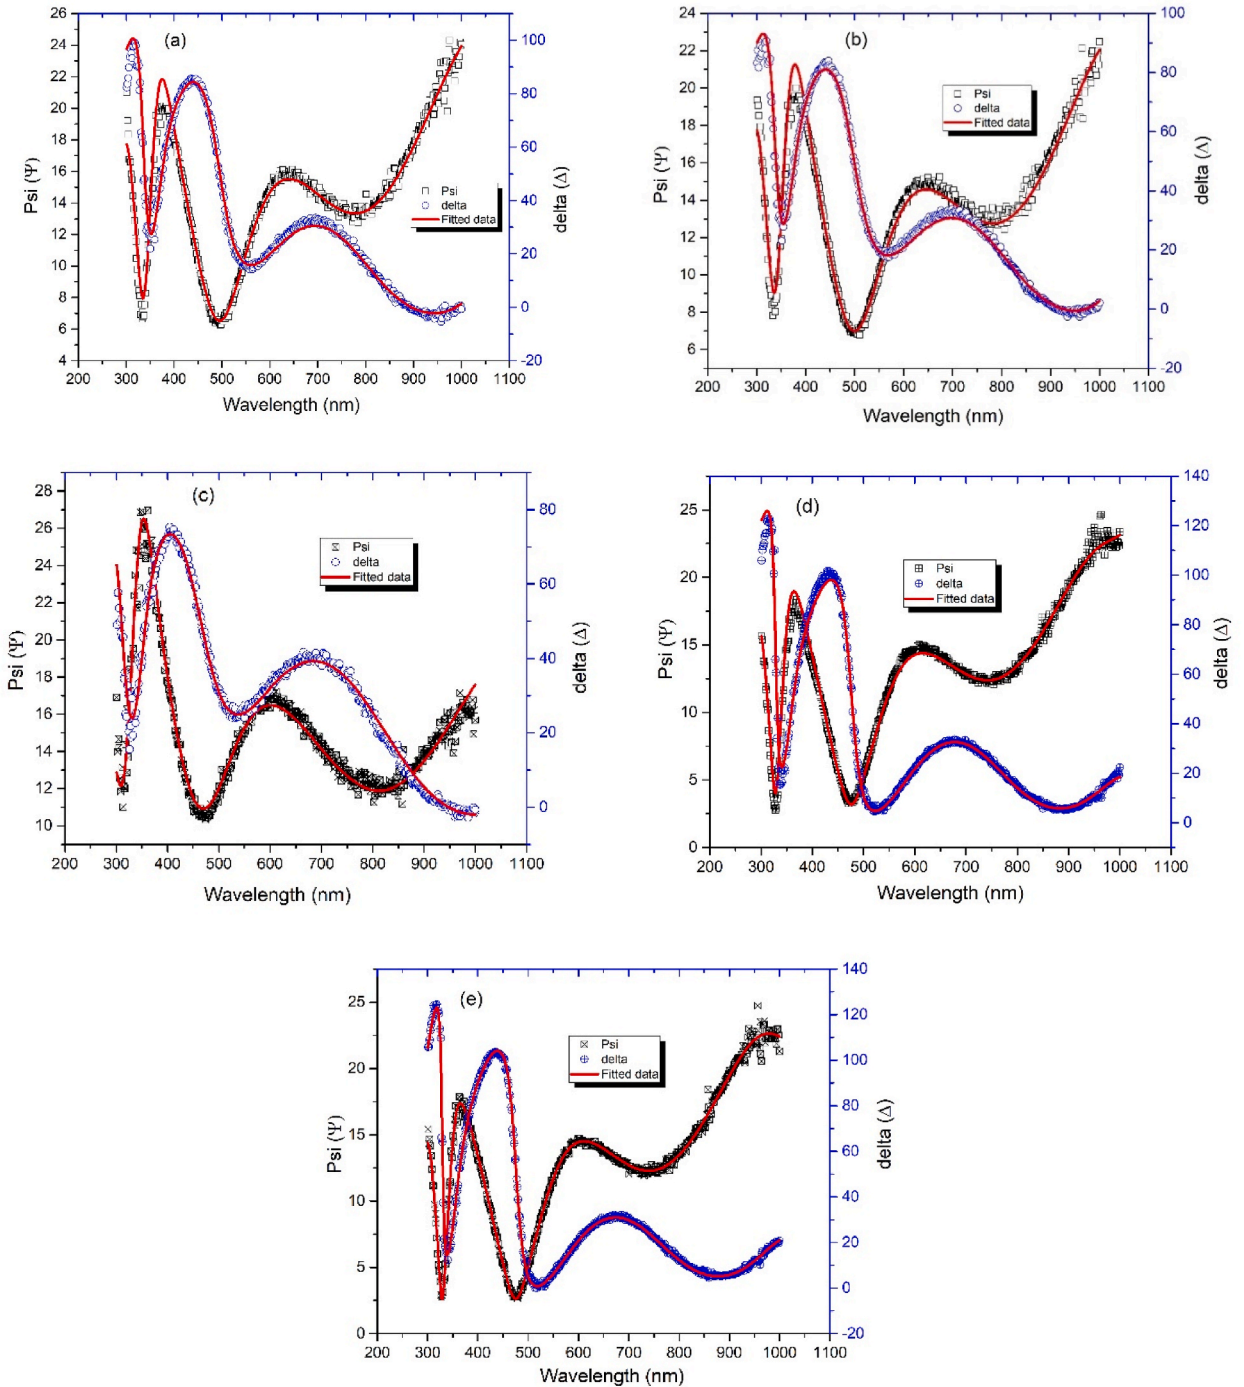 (a)
Psi (Ψ)
26
24
22
20
18
16
14
12
10
8
6
4
Psi
delta
Fitted data
100
80
60
40
20
0
-20
delta (Δ)
200 300 400 500 600 700 800 900 1000 1100
Wavelength (nm)
(b)
Psi (Ψ)
24
22
20
18
16
14
12
10
8
6
Psi
delta
Fitted data
100
80
60
40
20
0
-20
delta (Δ)
200 300 400 500 600 700 800 900 1000 1100
Wavelength (nm)
(c)
Psi (Ψ)
28
26
24
22
20
18
16
14
12
10
Psi
delta
Fitted data
80
60
40
20
0
delta (Δ)
200 300 400 500 600 700 800 900 1000 1100
Wavelength (nm)
(d)
Psi (Ψ)
25
20
15
10
5
0
Psi
delta
Fitted data
140
120
100
80
60
40
20
0
delta (Δ)
200 300 400 500 600 700 800 900 1000 1100
Wavelength (nm)
(e)
Psi (Ψ)
25
20
15
10
5
0
Psi
delta
Fitted data
140
120
100
80
60
40
20
0
-20
delta (Δ)
200 300 400 500 600 700 800 900 1000 1100
Wavelength (nm)